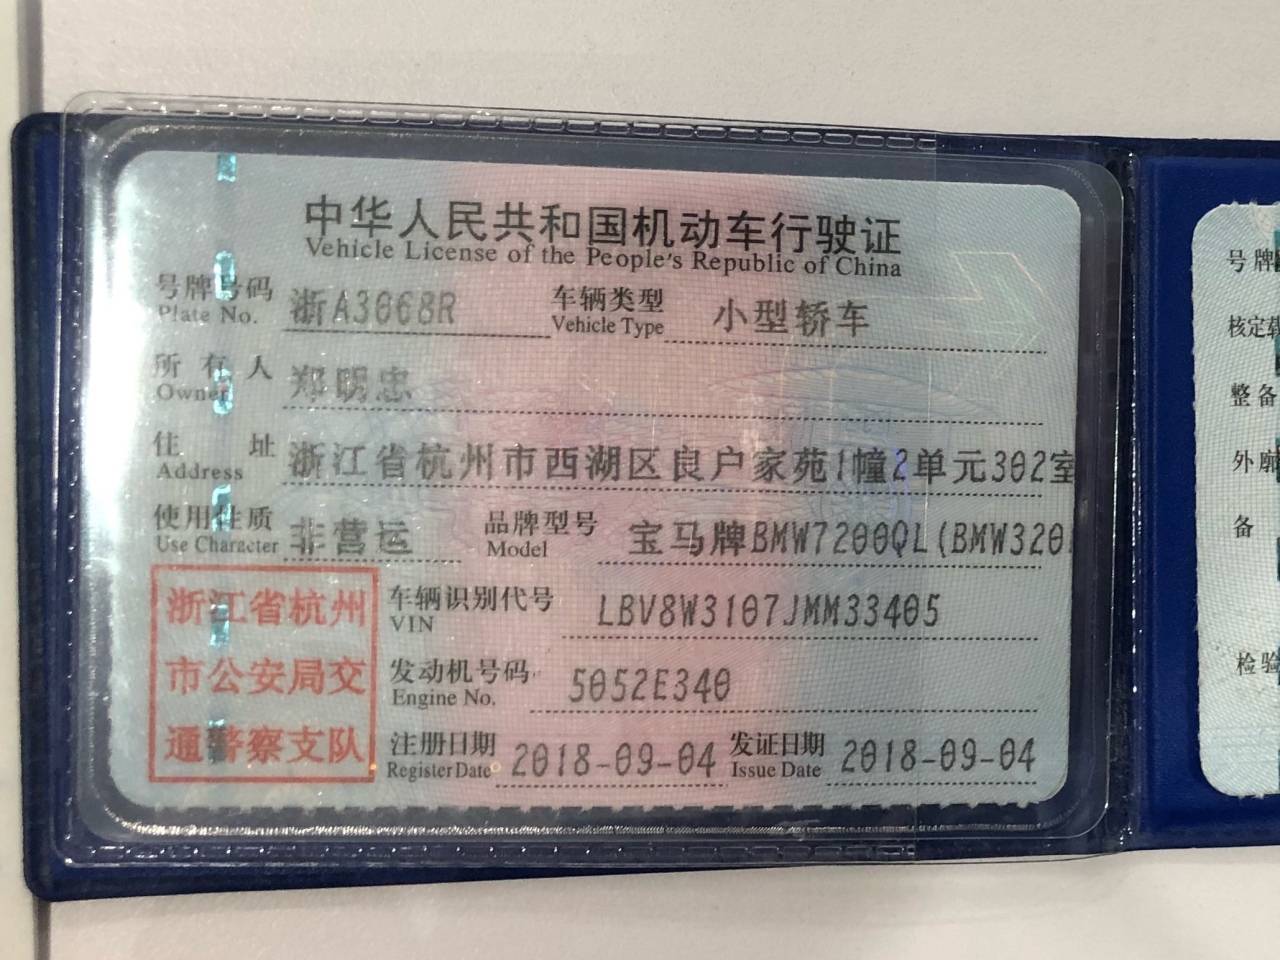 中华人民共和国机动车行驶证
Vehicle License of the People's Republic of China
号牌号码 浙A3068R 车辆类型 小型轿车
Plate No. Vehicle Type
所有人 郑明忠
Owner
住址 浙江省杭州市西湖区良户家苑1幢2单元302室
Address
使用性质 非营运 品牌型号 宝马牌BMW7200QL(BMW320
Use Character Model
浙江省杭州
市公安局交
通警察支队
车辆识别代号 LBV8W3107JMM33405
VIN
发动机号码 5052E340
Engine No.
注册日期 2018-09-04 发证日期 2018-09-04
Register Date Issue Date
号牌
核定载
整备
外廓
备
检验